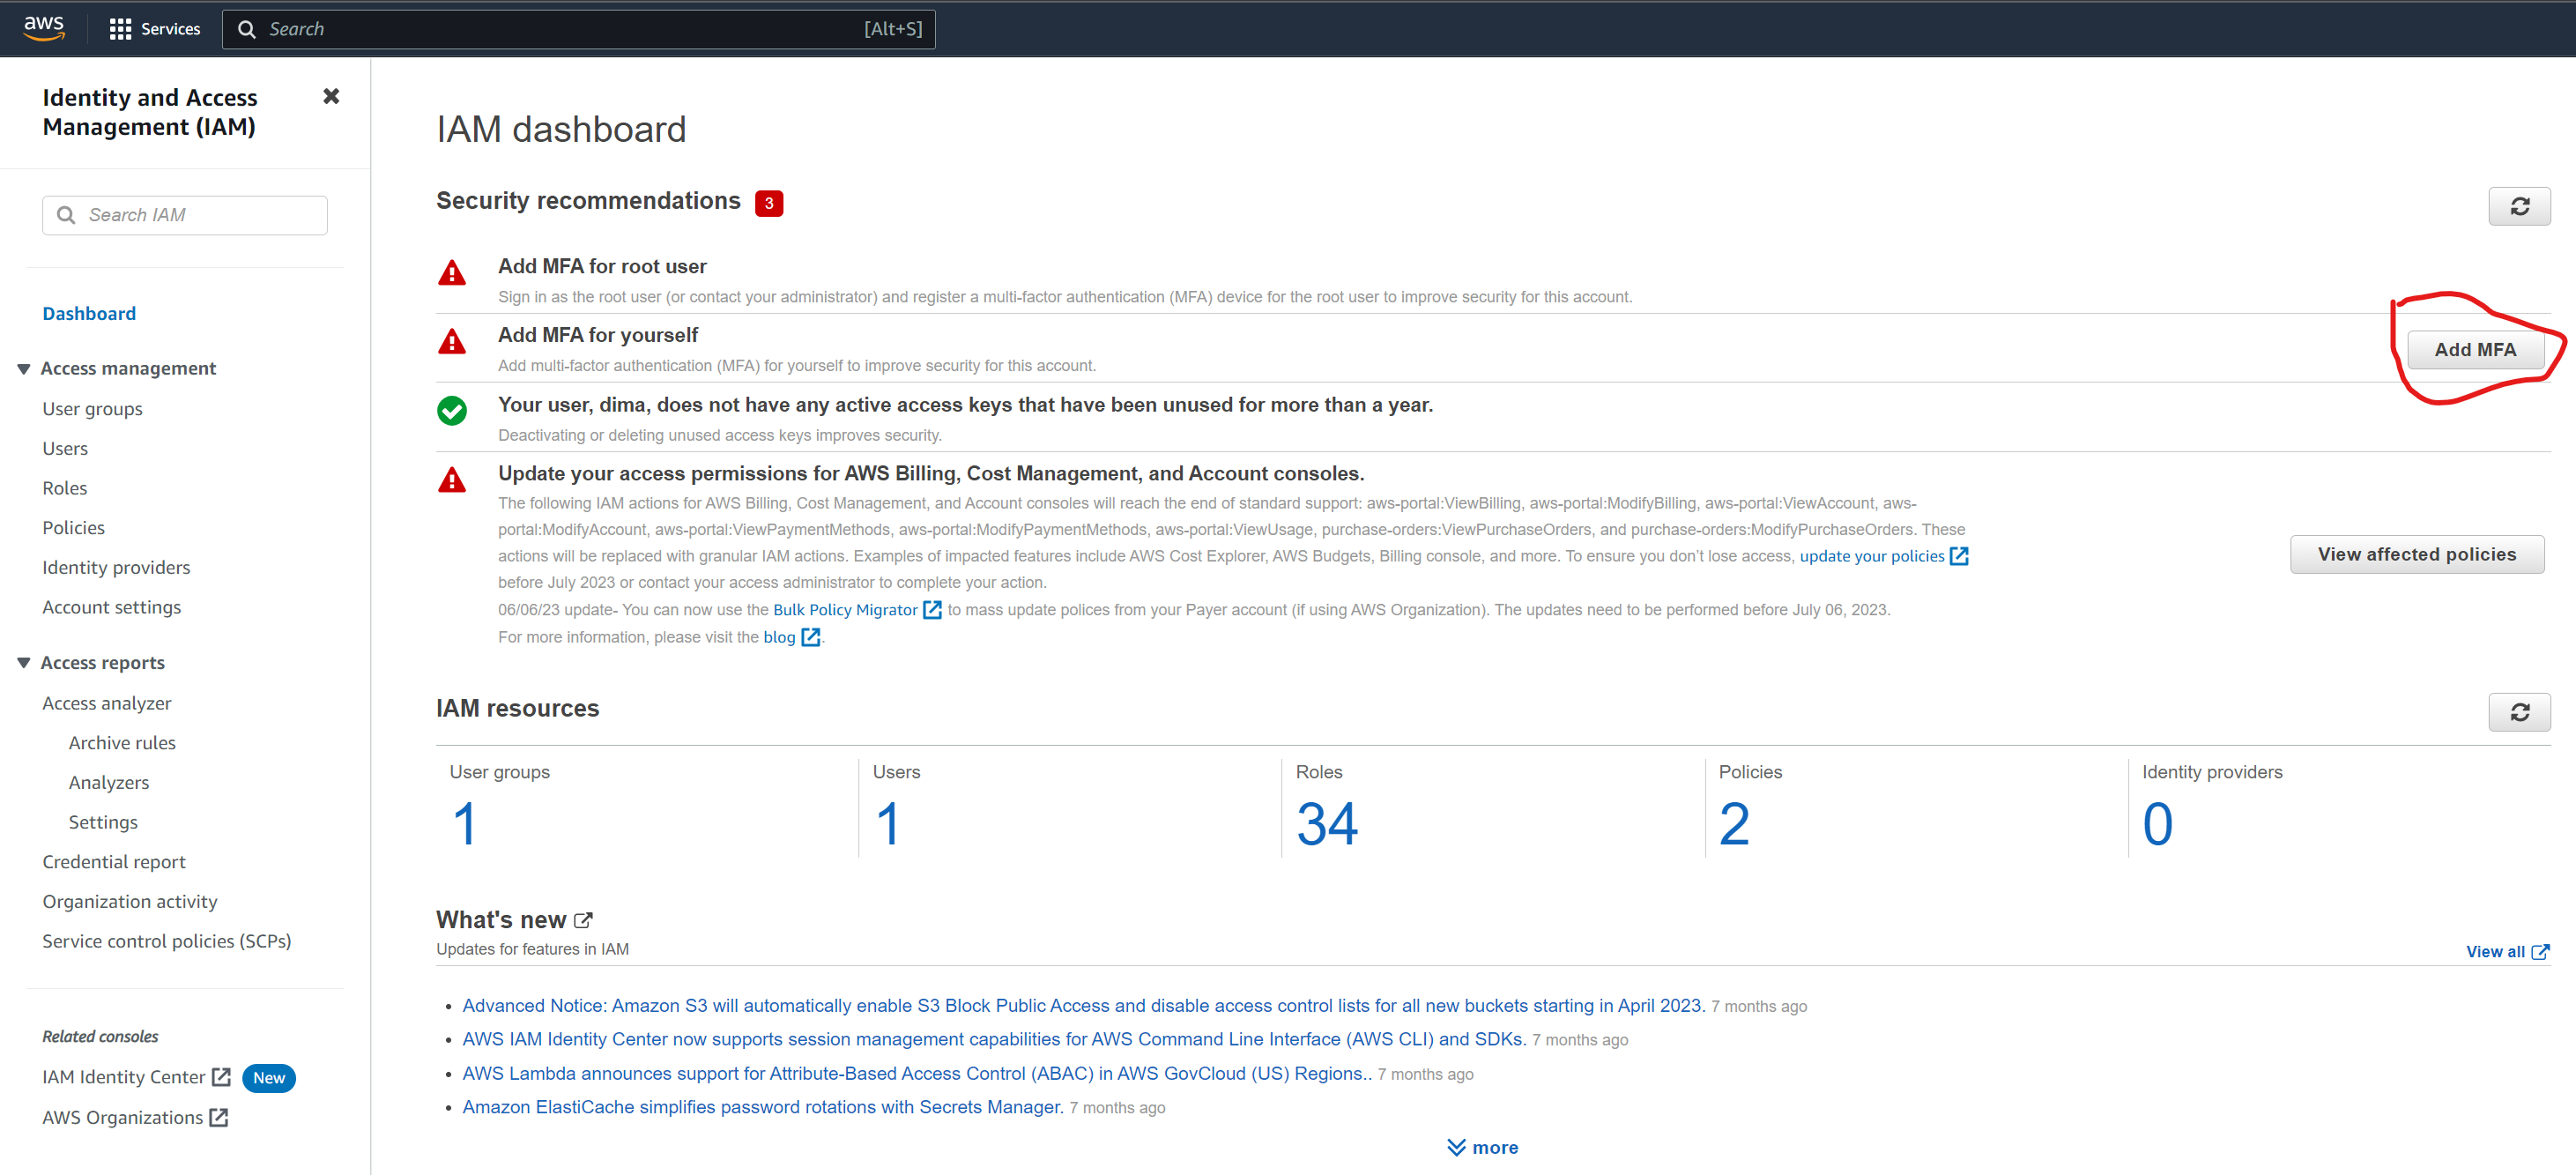 aws
Services
Search
[Alt+S]
Identity and Access
Management (IAM)
Search IAM
Dashboard
Access management
User groups
Users
Roles
Policies
Identity providers
Account settings
Access reports
Access analyzer
Archive rules
Analyzers
Settings
Credential report
Organization activity
Service control policies (SCPs)
Related consoles
IAM Identity Center New
AWS Organizations
IAM dashboard
Security recommendations 3
Add MFA for root user
Sign in as the root user (or contact your administrator) and register a multi-factor authentication (MFA) device for the root user to improve security for this account.
Add MFA for yourself
Add multi-factor authentication (MFA) for yourself to improve security for this account.
Add MFA
Your user, dima, does not have any active access keys that have been unused for more than a year.
Deactivating or deleting unused access keys improves security.
Update your access permissions for AWS Billing, Cost Management, and Account consoles.
The following IAM actions for AWS Billing, Cost Management, and Account consoles will reach the end of standard support: aws-portal:ViewBilling, aws-portal:ModifyBilling, aws-portal:ViewAccount, aws-
portal:ModifyAccount, aws-portal:ViewPaymentMethods, aws-portal:ModifyPaymentMethods, aws-portal:ViewUsage, purchase-orders:ViewPurchaseOrders, and purchase-orders:ModifyPurchaseOrders. These
actions will be replaced with granular IAM actions. Examples of impacted features include AWS Cost Explorer, AWS Budgets, Billing console, and more. To ensure you don't lose access, update your policies
before July 2023 or contact your access administrator to complete your action.
06/06/23 update- You can now use the Bulk Policy Migrator to mass update polices from your Payer account (if using AWS Organization). The updates need to be performed before July 06, 2023.
For more information, please visit the blog .
View affected policies
IAM resources
User groups
1
Users
1
Roles
34
Policies
2
Identity providers
0
What's new
Updates for features in IAM
View all
• Advanced Notice: Amazon S3 will automatically enable S3 Block Public Access and disable access control lists for all new buckets starting in April 2023. 7 months ago
• AWS IAM Identity Center now supports session management capabilities for AWS Command Line Interface (AWS CLI) and SDKs. 7 months ago
• AWS Lambda announces support for Attribute-Based Access Control (ABAC) in AWS GovCloud (US) Regions.. 7 months ago
• Amazon ElastiCache simplifies password rotations with Secrets Manager. 7 months ago
more